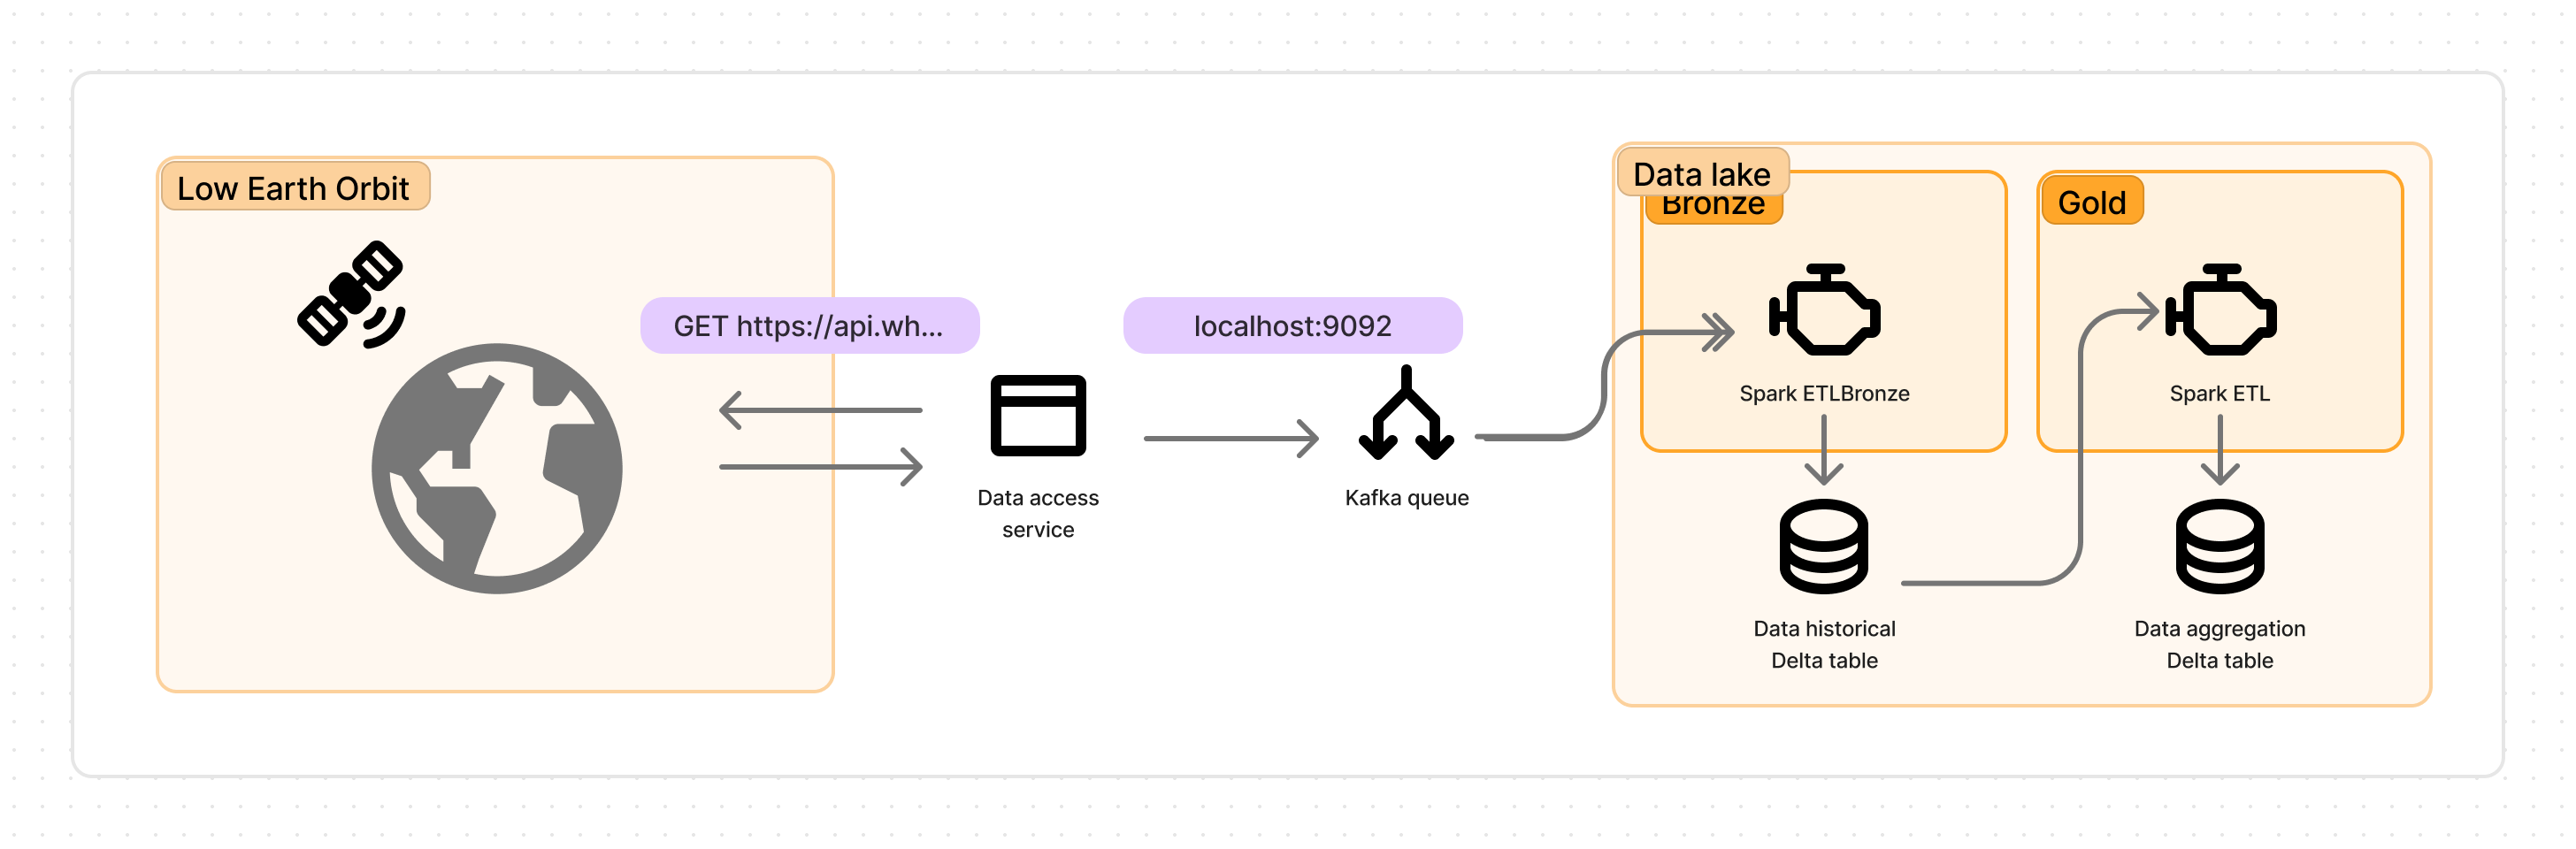 Low Earth Orbit
GET https://api.wh...
Data access
service
localhost:9092
Kafka queue
Data lake
Bronze
Spark ETLBronze
Data historical
Delta table
Gold
Spark ETL
Data aggregation
Delta table